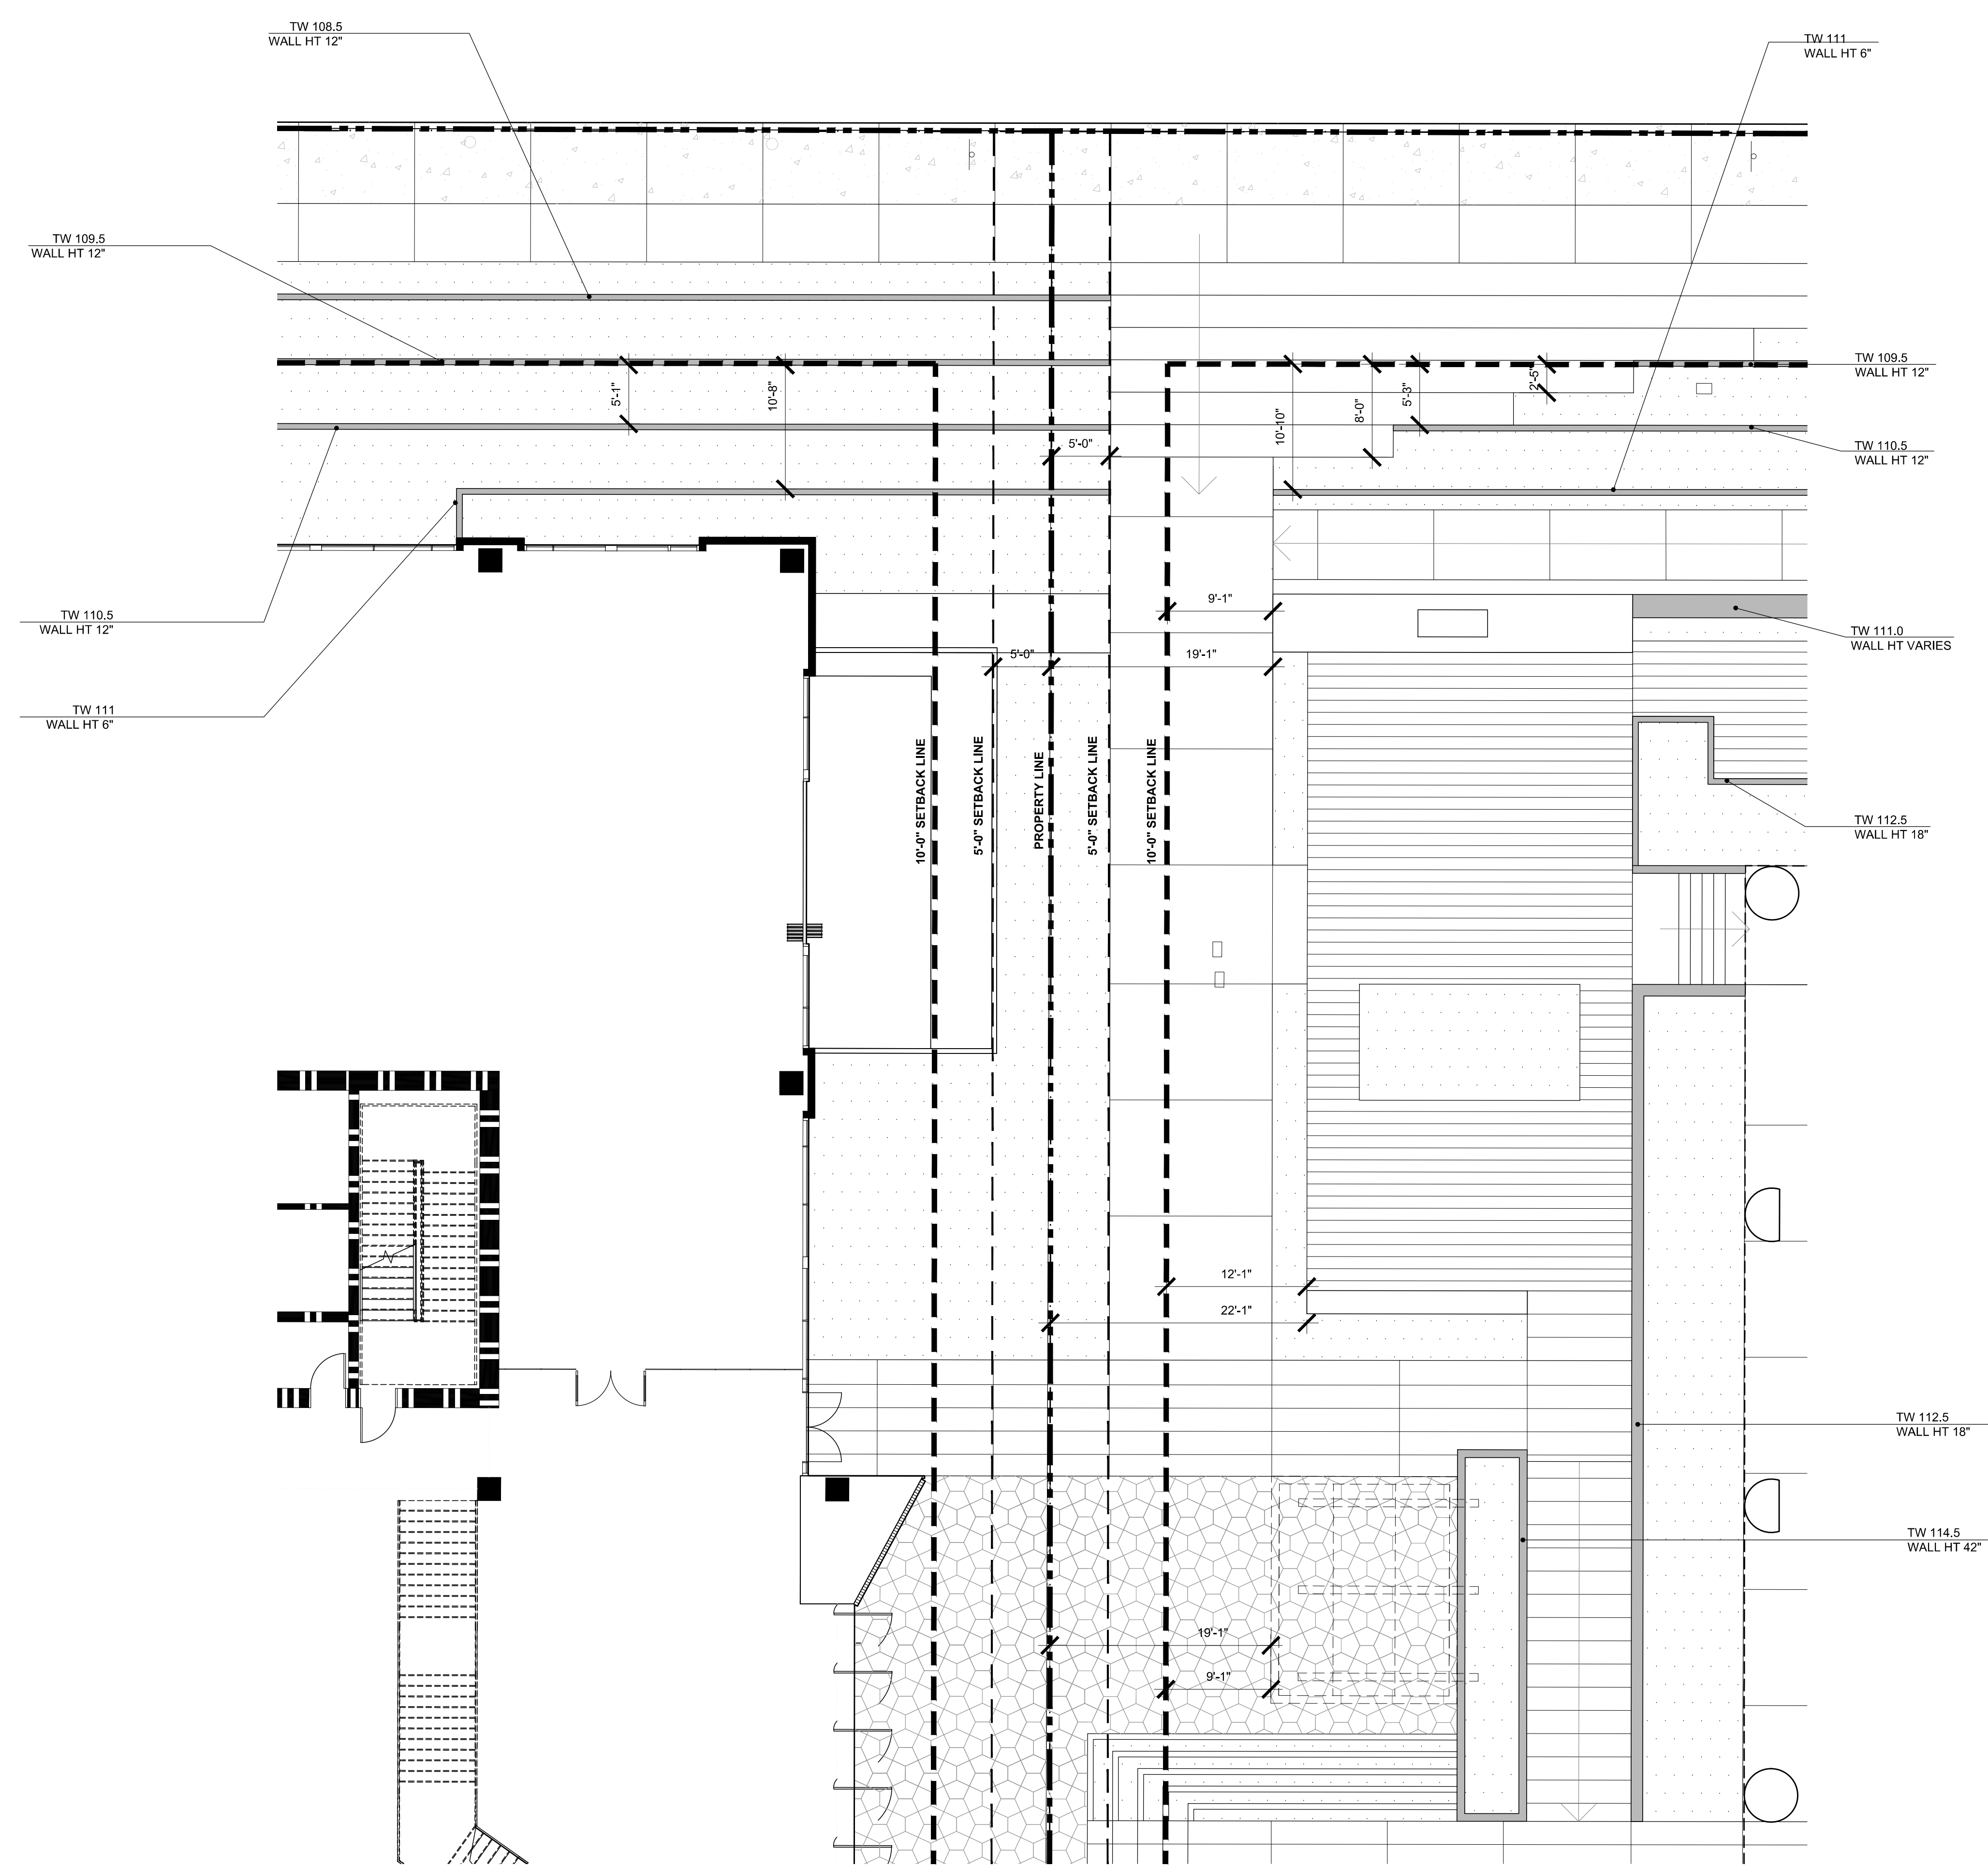 TW 108.5
WALL HT 12"
TW 111
WALL HT 6"
TW 109.5
WALL HT 12"
TW 109.5
WALL HT 12"
5'-1"
10'-8"
10'-10"
8'-0"
5'-3"
2'-5"
5'-0"
TW 110.5
WALL HT 12"
TW 110.5
WALL HT 12"
9'-1"
TW 111.0
WALL HT VARIES
5'-0"
19'-1"
TW 111
WALL HT 6"
10'-0" SETBACK LINE
5'-0" SETBACK LINE
PROPERTY LINE
5'-0" SETBACK LINE
10'-0" SETBACK LINE
TW 112.5
WALL HT 18"
12'-1"
22'-1"
TW 112.5
WALL HT 18"
TW 114.5
WALL HT 42"
19'-1"
9'-1"